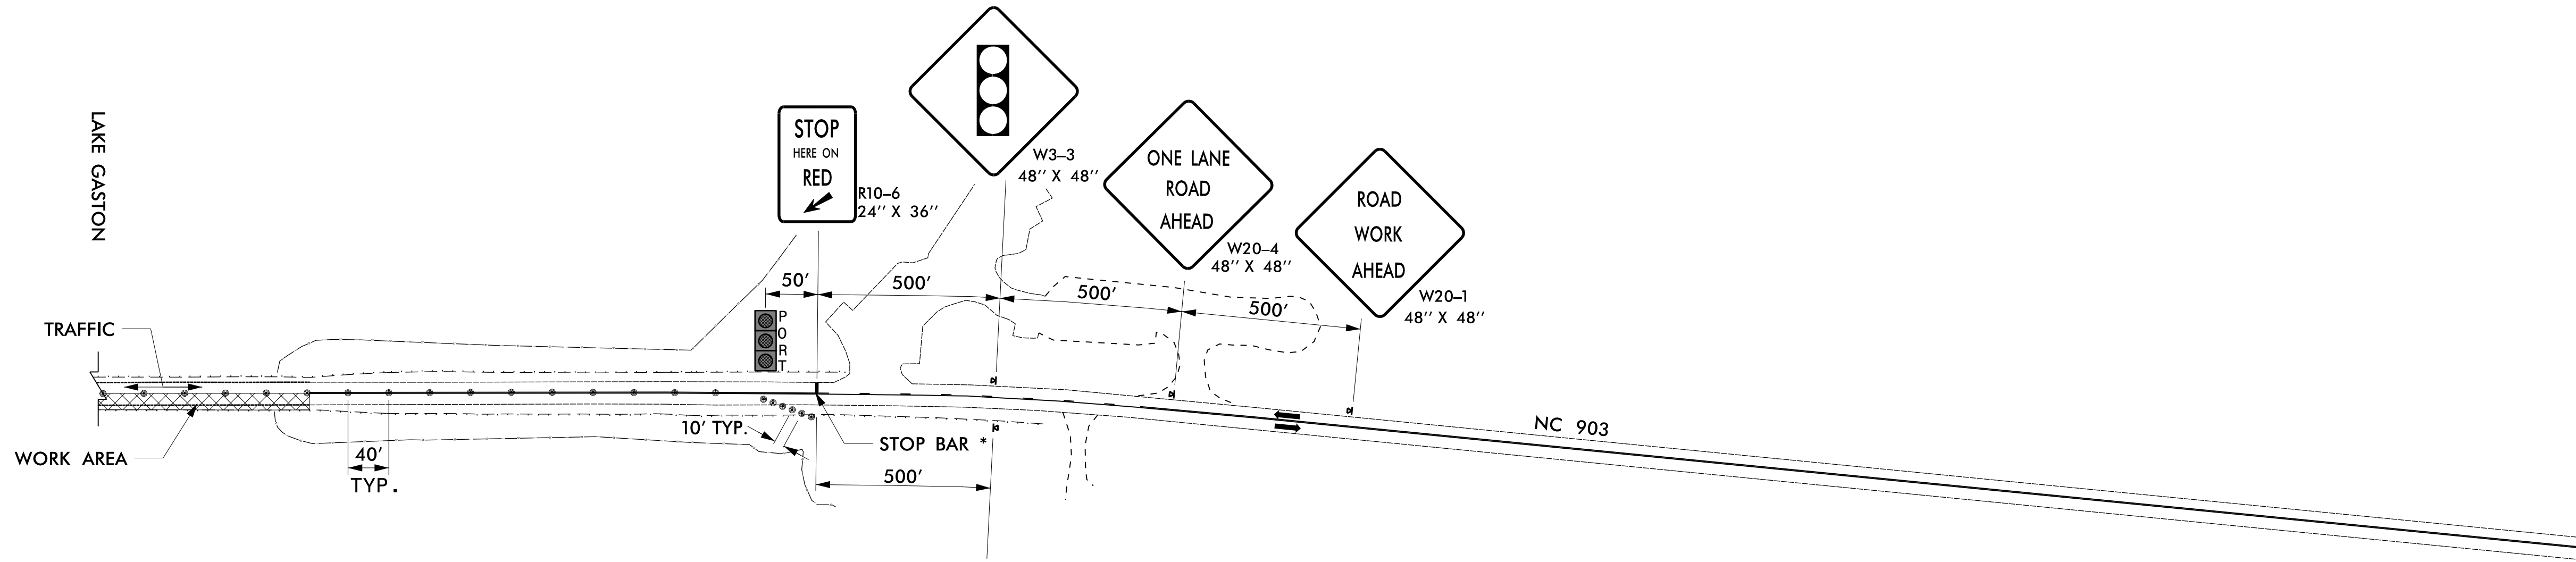 LAKE GASTON
TRAFFIC
WORK AREA
40'
TYP.
STOP
HERE ON
RED
R10-6
24'' X 36''
W3-3
48'' X 48''
ONE LANE
ROAD
AHEAD
W20-4
48'' X 48''
ROAD
WORK
AHEAD
W20-1
48'' X 48''
50'
500'
500'
500'
PORT
10' TYP.
STOP BAR *
500'
NC 903